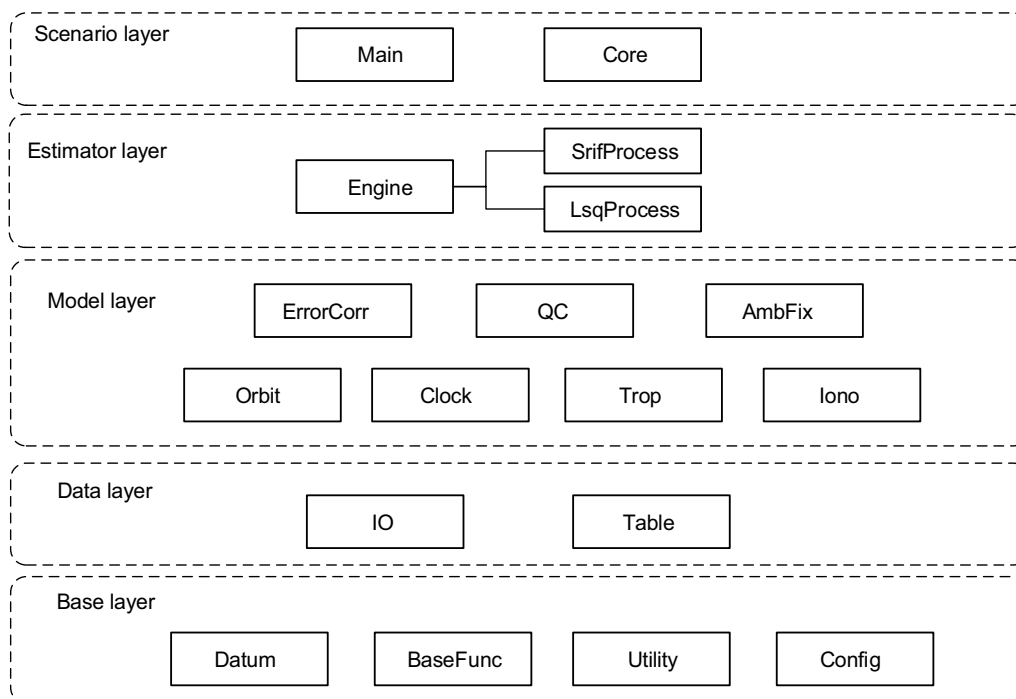 Scenario layer
Main
Core
Estimator layer
Engine
SrifProcess
LsqProcess
Model layer
ErrorCorr
QC
AmbFix
Orbit
Clock
Trop
Iono
Data layer
IO
Table
Base layer
Datum
BaseFunc
Utility
Config